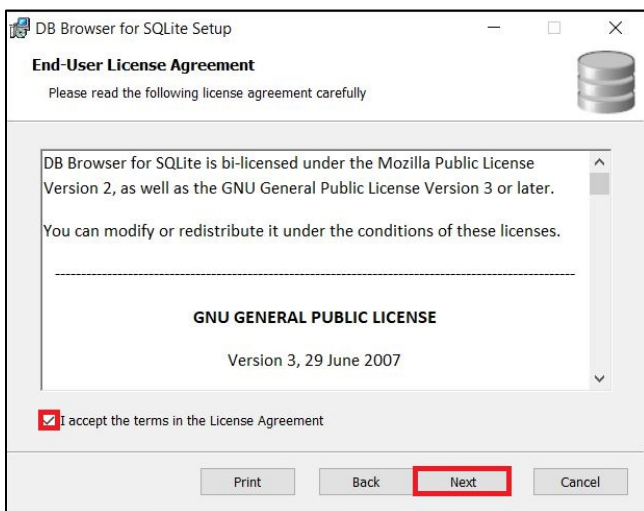 DB Browser for SQLite Setup
End-User License Agreement
Please read the following license agreement carefully
DB Browser for SQLite is bi-licensed under the Mozilla Public License
Version 2, as well as the GNU General Public License Version 3 or later.
You can modify or redistribute it under the conditions of these licenses.
GNU GENERAL PUBLIC LICENSE
Version 3, 29 June 2007
I accept the terms in the License Agreement
Print Back Next Cancel